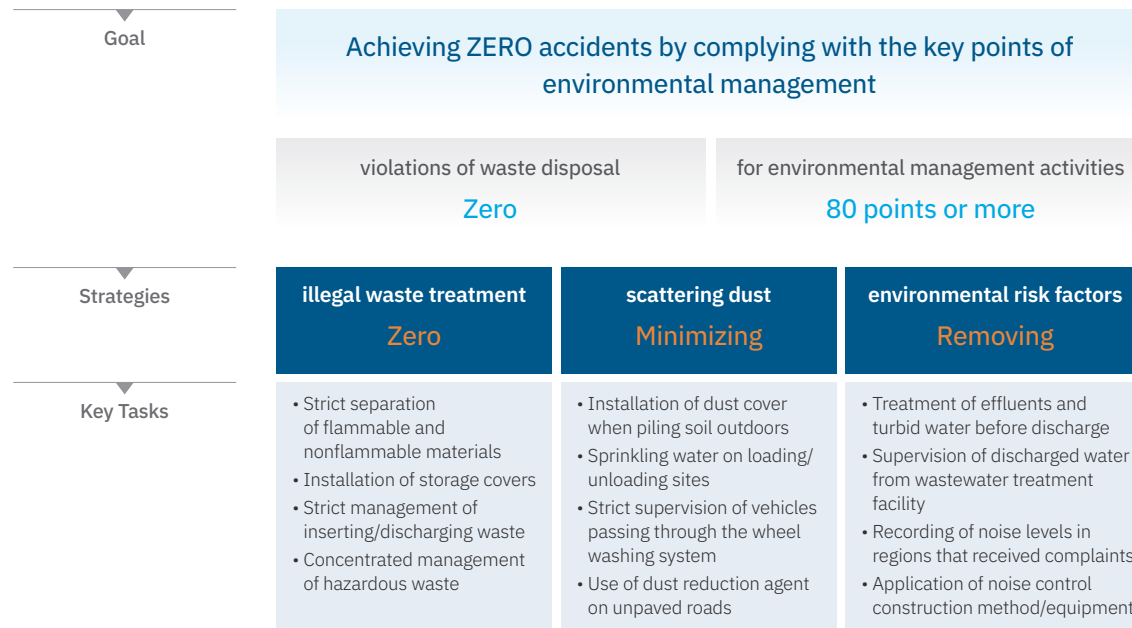 Goal
Achieving ZERO accidents by complying with the key points of
environmental management
violations of waste disposal
Zero
for environmental management activities
80 points or more
Strategies
illegal waste treatment
Zero
scattering dust
Minimizing
environmental risk factors
Removing
Key Tasks
• Strict separation
of flammable and
nonflammable materials
• Installation of storage covers
• Strict management of
inserting/discharging waste
• Concentrated management
of hazardous waste
• Installation of dust cover
when piling soil outdoors
• Sprinkling water on loading/
unloading sites
• Strict supervision of vehicles
passing through the wheel
washing system
• Use of dust reduction agent
on unpaved roads
• Treatment of effluents and
turbid water before discharge
• Supervision of discharged water
from wastewater treatment
facility
• Recording of noise levels in
regions that received complaints
• Application of noise control
construction method/equipment